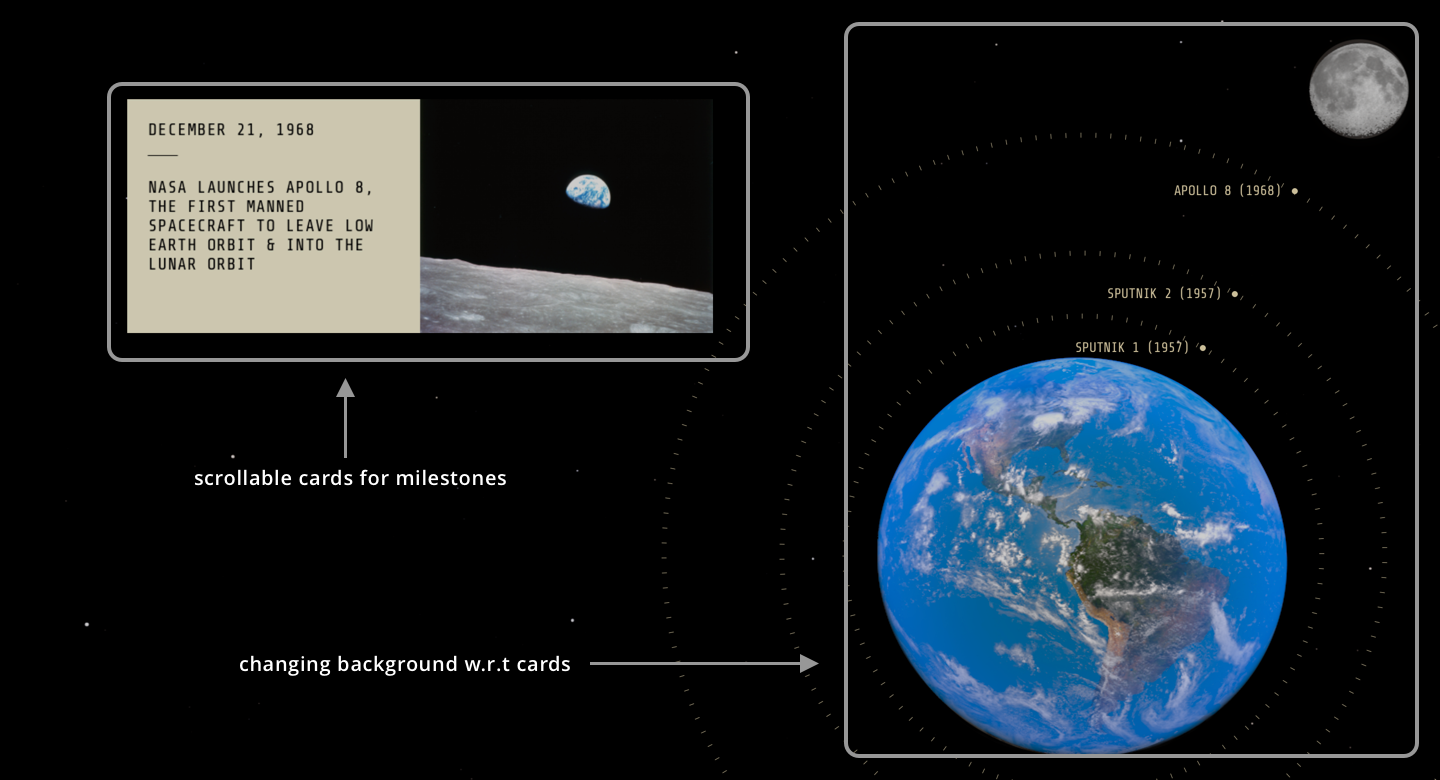 DECEMBER 21, 1968
NASA LAUNCHES APOLLO 8,
THE FIRST MANNED
SPACECRAFT TO LEAVE LOW
EARTH ORBIT & INTO THE
LUNAR ORBIT
scrollable cards for milestones
changing background w.r.t cards
APOLLO 8 (1968)
SPUTNIK 2 (1957)
SPUTNIK 1 (1957)